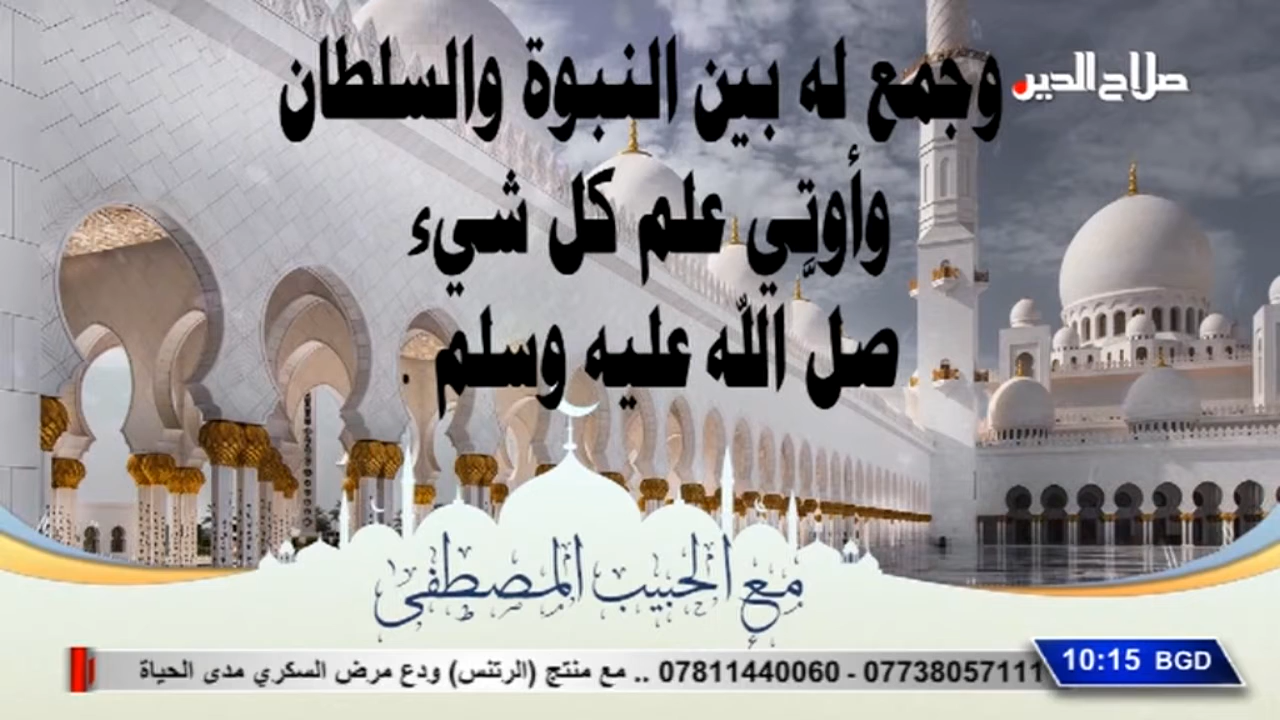 صلاح الدين
وجمع له بين النبوة والسلطان
وأوتي علم كل شيء
صلّ الله عليه وسلم .
مع الحبيب المصطفى
07738057111 - 07811440060 .. مع منتج (الرتنس) ودع مرض السكري مدى الحياة
10:15 BGD